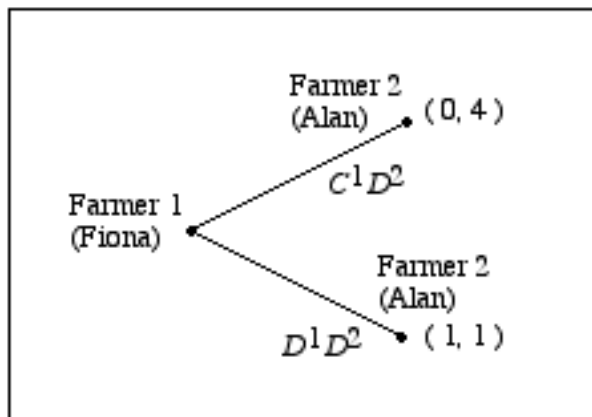 Farmer 2
(Alan)
( 0, 4 )
C¹D²
Farmer 1
(Fiona)
Farmer 2
(Alan)
D¹D²
( 1, 1 )